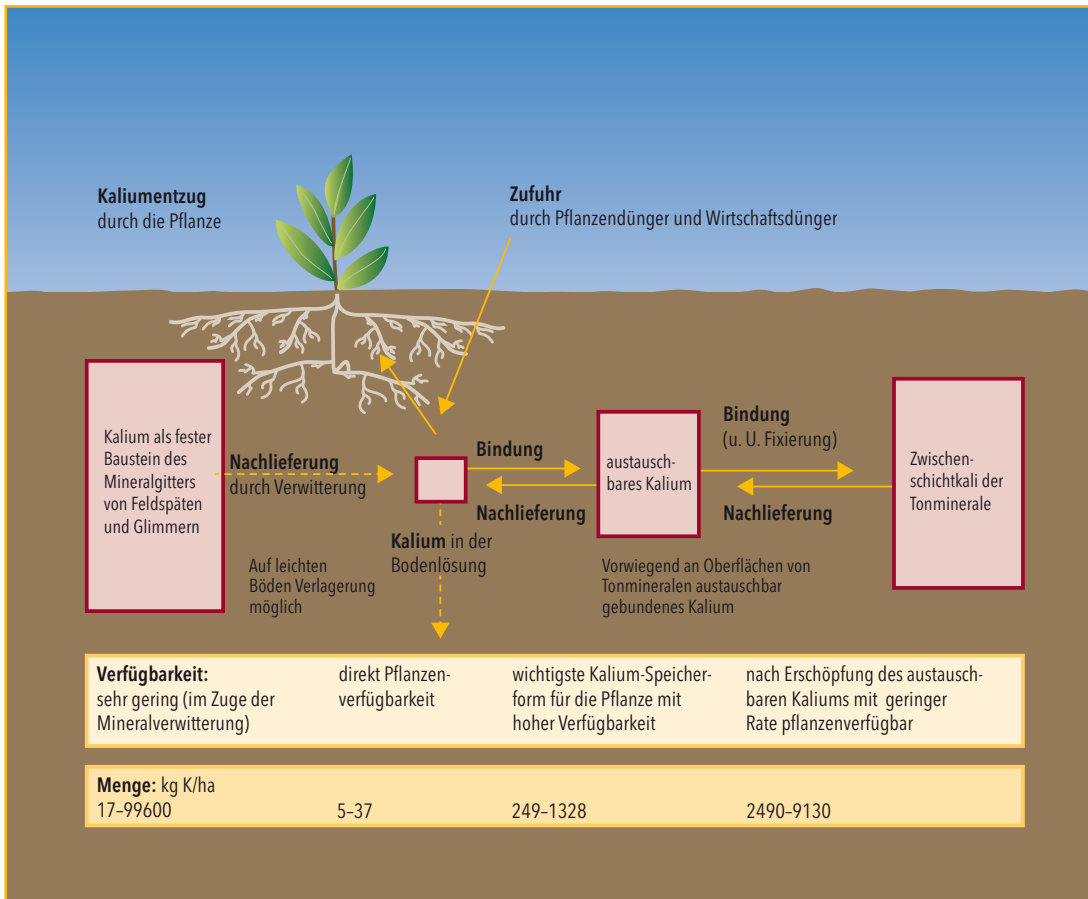 Kaliumentzug
durch die Pflanze
Zufuhr
durch Pflanzendünger und Wirtschaftsdünger
Kalium als fester
Baustein des
Mineralgitters
von Feldspäten
und Glimmern
Nachlieferung
durch Verwitterung
Auf leichten
Böden Verlagerung
möglich
Kalium in der
Bodenlösung
Bindung
Nachlieferung
austausch-
bares Kalium
Vorwiegend an Oberflächen von
Tonmineralen austauschbar
gebundenes Kalium
Bindung
(u. U. Fixierung)
Nachlieferung
Zwischen-
schichtkali der
Tonminerale
Verfügbarkeit:
sehr gering (im Zuge der
Mineralverwitterung)
direkt Pflanzen-
verfügbarkeit
wichtigste Kalium-Speicher-
form für die Pflanze mit
hoher Verfügbarkeit
nach Erschöpfung des austausch-
baren Kaliums mit geringer
Rate pflanzenverfügbar
Menge: kg K/ha
17–99600
5–37
249–1328
2490–9130